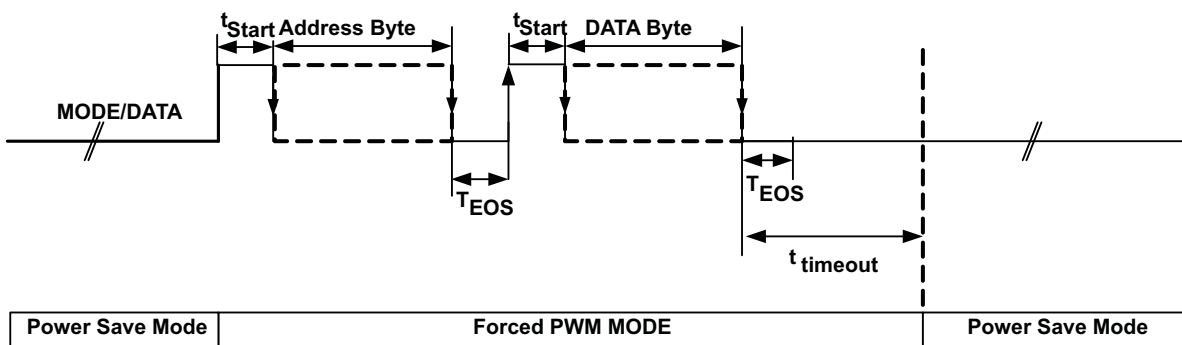 tStart Address Byte tStart DATA Byte
MODE/DATA
TEOS TEOS
t timeout
Power Save Mode Forced PWM MODE Power Save Mode